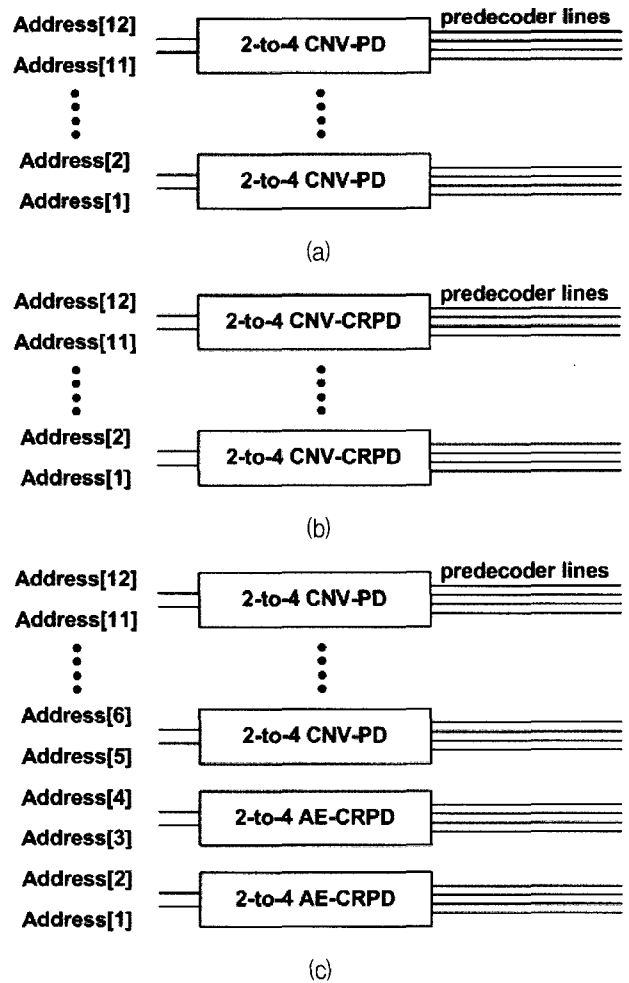 Address[12]
2-to-4 CNV-PD
predecoder lines
Address[11]
Address[2]
2-to-4 CNV-PD
Address[1]
(a)
Address[12]
2-to-4 CNV-CRPD
predecoder lines
Address[11]
Address[2]
2-to-4 CNV-CRPD
Address[1]
(b)
Address[12]
2-to-4 CNV-PD
predecoder lines
Address[11]
Address[6]
2-to-4 CNV-PD
Address[5]
Address[4]
2-to-4 AE-CRPD
Address[3]
Address[2]
2-to-4 AE-CRPD
Address[1]
(c)